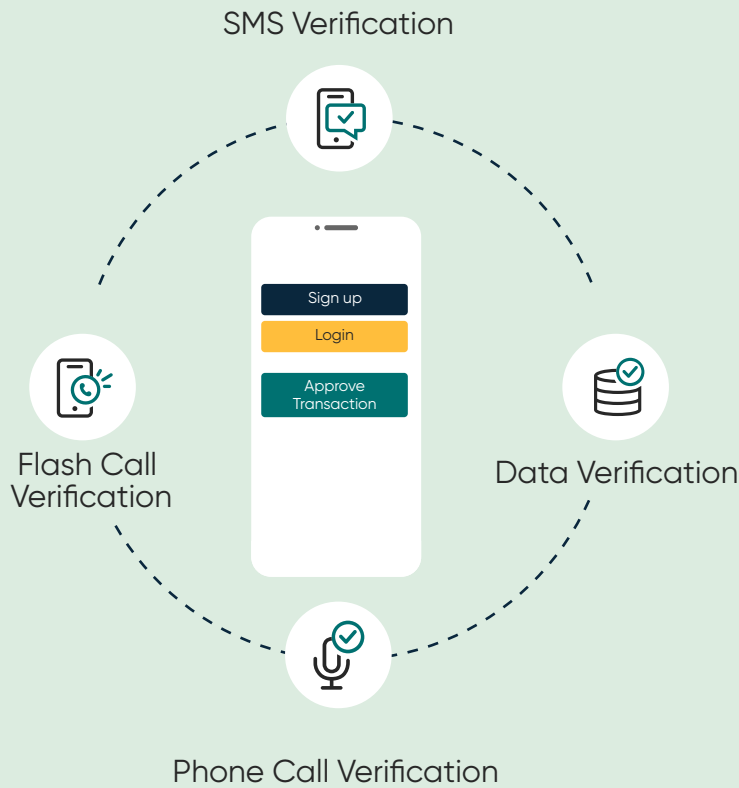 SMS Verification
Sign up
Login
Approve
Transaction
Flash Call
Verification
Data Verification
Phone Call Verification